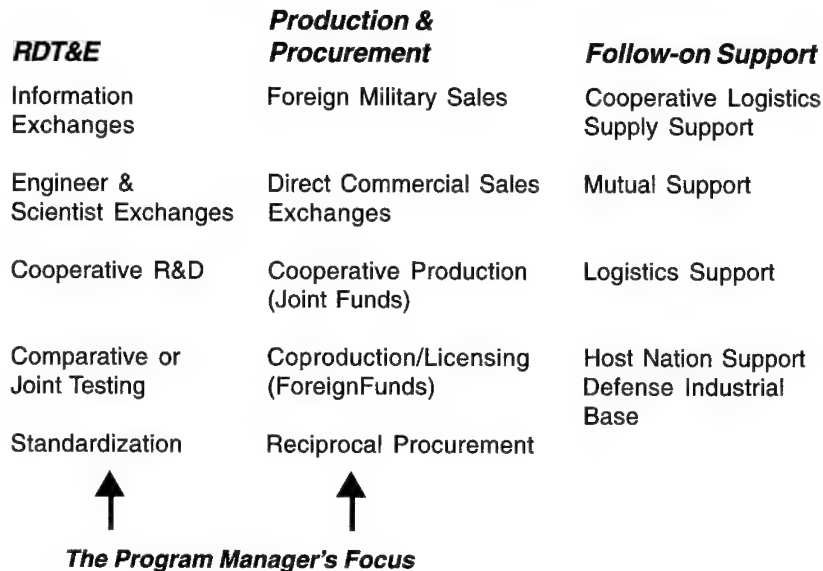 RDT&E
Information
Exchanges
Engineer &
Scientist Exchanges
Cooperative R&D
Comparative or
Joint Testing
Standardization
Production &
Procurement
Foreign Military Sales
Direct Commercial Sales
Exchanges
Cooperative Production
(Joint Funds)
Coproduction/Licensing
(ForeignFunds)
Reciprocal Procurement
Follow-on Support
Cooperative Logistics
Supply Support
Mutual Support
Logistics Support
Host Nation Support
Defense Industrial
Base
The Program Manager's Focus